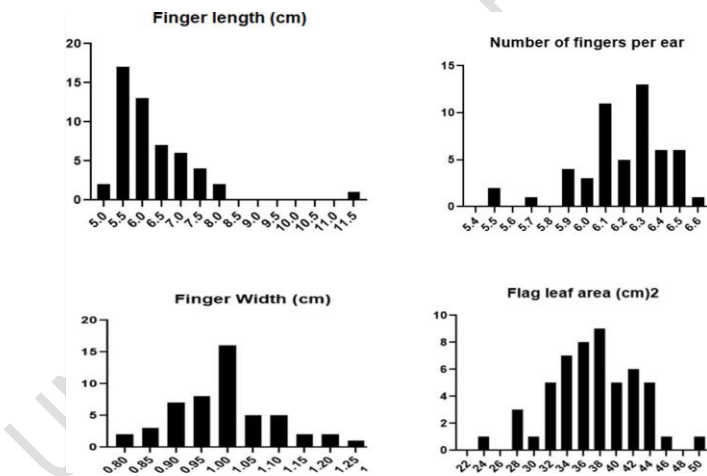 Finger length (cm)
20
15
10
5
0
5.0 5.5 6.0 6.5 7.0 7.5 8.0 8.5 9.0 9.5 10.0 10.5 11.0 11.5
Number of fingers per ear
15
10
5
0
5.4 5.5 5.6 5.7 5.8 5.9 6.0 6.1 6.2 6.3 6.4 6.5 6.6
Finger Width (cm)
20
15
10
5
0
0.80 0.85 0.90 0.95 1.00 1.05 1.10 1.15 1.20 1.25
Flag leaf area (cm)2
10
8
6
4
2
0
22 24 26 28 30 32 34 36 38 40 42 44 46 48 50